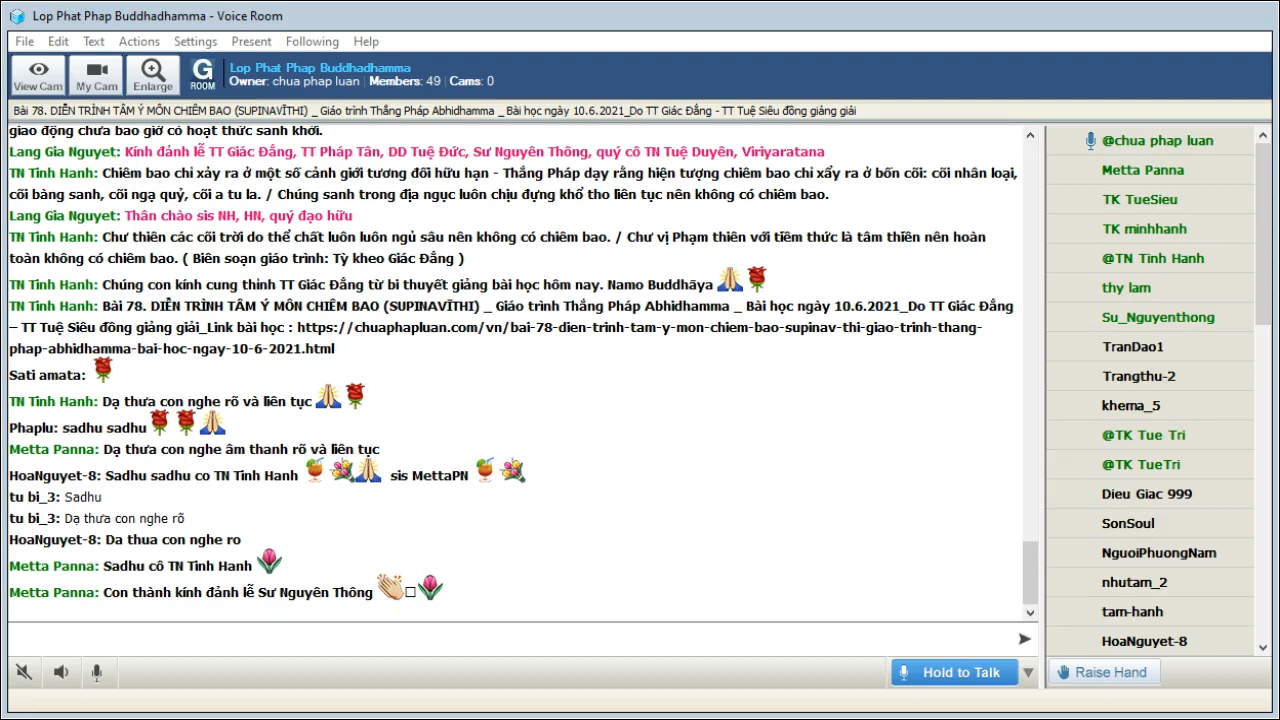 Lop Phat Phap Buddhadhamma - Voice Room
File Edit Text Actions Settings Present Following Help
View Cam
My Cam
Enlarge
G
ROOM
Lop Phat Phap Buddhadhamma
Owner: chua phap luan | Members: 49 | Cams: 0
Bài 78. DIỄN TRÌNH TÂM Ý MÔN CHIÊM BAO (SUPINAVĪTHI) _ Giáo trình Thắng Pháp Abhidhamma _ Bài học ngày 10.6.2021_Do TT Giác Đẳng - TT Tuệ Siêu đồng giảng giải
giao động chưa bao giờ có hoạt thức sanh khởi.
Lang Gia Nguyet: Kính đảnh lễ TT Giác Đẳng, TT Pháp Tân, DD Tuệ Đức, Sư Nguyên Thông, quý cô TN Tuệ Duyên, Viriyaratana
TN Tinh Hanh: Chiêm bao chỉ xảy ra ở một số cảnh giới tương đối hữu hạn - Thắng Pháp dạy rằng hiện tượng chiêm bao chỉ xẩy ra ở bốn cõi: cõi nhân loại,
cõi bàng sanh, cõi ngạ quỷ, cõi a tu la. / Chúng sanh trong địa ngục luôn chịu đựng khổ thọ liên tục nên không có chiêm bao.
Lang Gia Nguyet: Thân chào sis NH, HN, quý đạo hữu
TN Tinh Hanh: Chư thiên các cõi trời do thể chất luôn luôn ngủ sâu nên không có chiêm bao. / Chư vị Phạm thiên với tiềm thức là tâm thiền nên hoàn
toàn không có chiêm bao. ( Biên soạn giáo trình: Tỳ kheo Giác Đẳng )
TN Tinh Hanh: Chúng con kính cung thỉnh TT Giác Đẳng từ bi thuyết giảng bài học hôm nay. Namo Buddhāya
TN Tinh Hanh: Bài 78. DIỄN TRÌNH TÂM Ý MÔN CHIÊM BAO (SUPINAVĪTHI) _ Giáo trình Thắng Pháp Abhidhamma _ Bài học ngày 10.6.2021_Do TT Giác Đẳng
– TT Tuệ Siêu đồng giảng giải_Link bài học : https://chuaphapluan.com/vn/bai-78-dien-trinh-tam-y-mon-chiem-bao-supinav-thi-giao-trinh-thang-
phap-abhidhamma-bai-hoc-ngay-10-6-2021.html
Sati amata:
TN Tinh Hanh: Dạ thưa con nghe rõ và liên tục
Phaplu: sadhu sadhu
Metta Panna: Dạ thưa con nghe âm thanh rõ và liên tục
HoaNguyet-8: Sadhu sadhu co TN Tinh Hanh sis MettaPN
tu bi_3: Sadhu
tu bi_3: Dạ thưa con nghe rõ
HoaNguyet-8: Da thua con nghe ro
Metta Panna: Sadhu cô TN Tinh Hanh
Metta Panna: Con thành kính đảnh lễ Sư Nguyên Thông
Hold to Talk
@chua phap luan
Metta Panna
TK TueSieu
TK minhhanh
@TN Tinh Hanh
thy lam
Su_Nguyenthong
TranDao1
Trangthu-2
khema_5
@TK Tue Tri
@TK TueTri
Dieu Giac 999
SonSoul
NguoiPhuongNam
nhutam_2
tam-hanh
HoaNguyet-8
Raise Hand